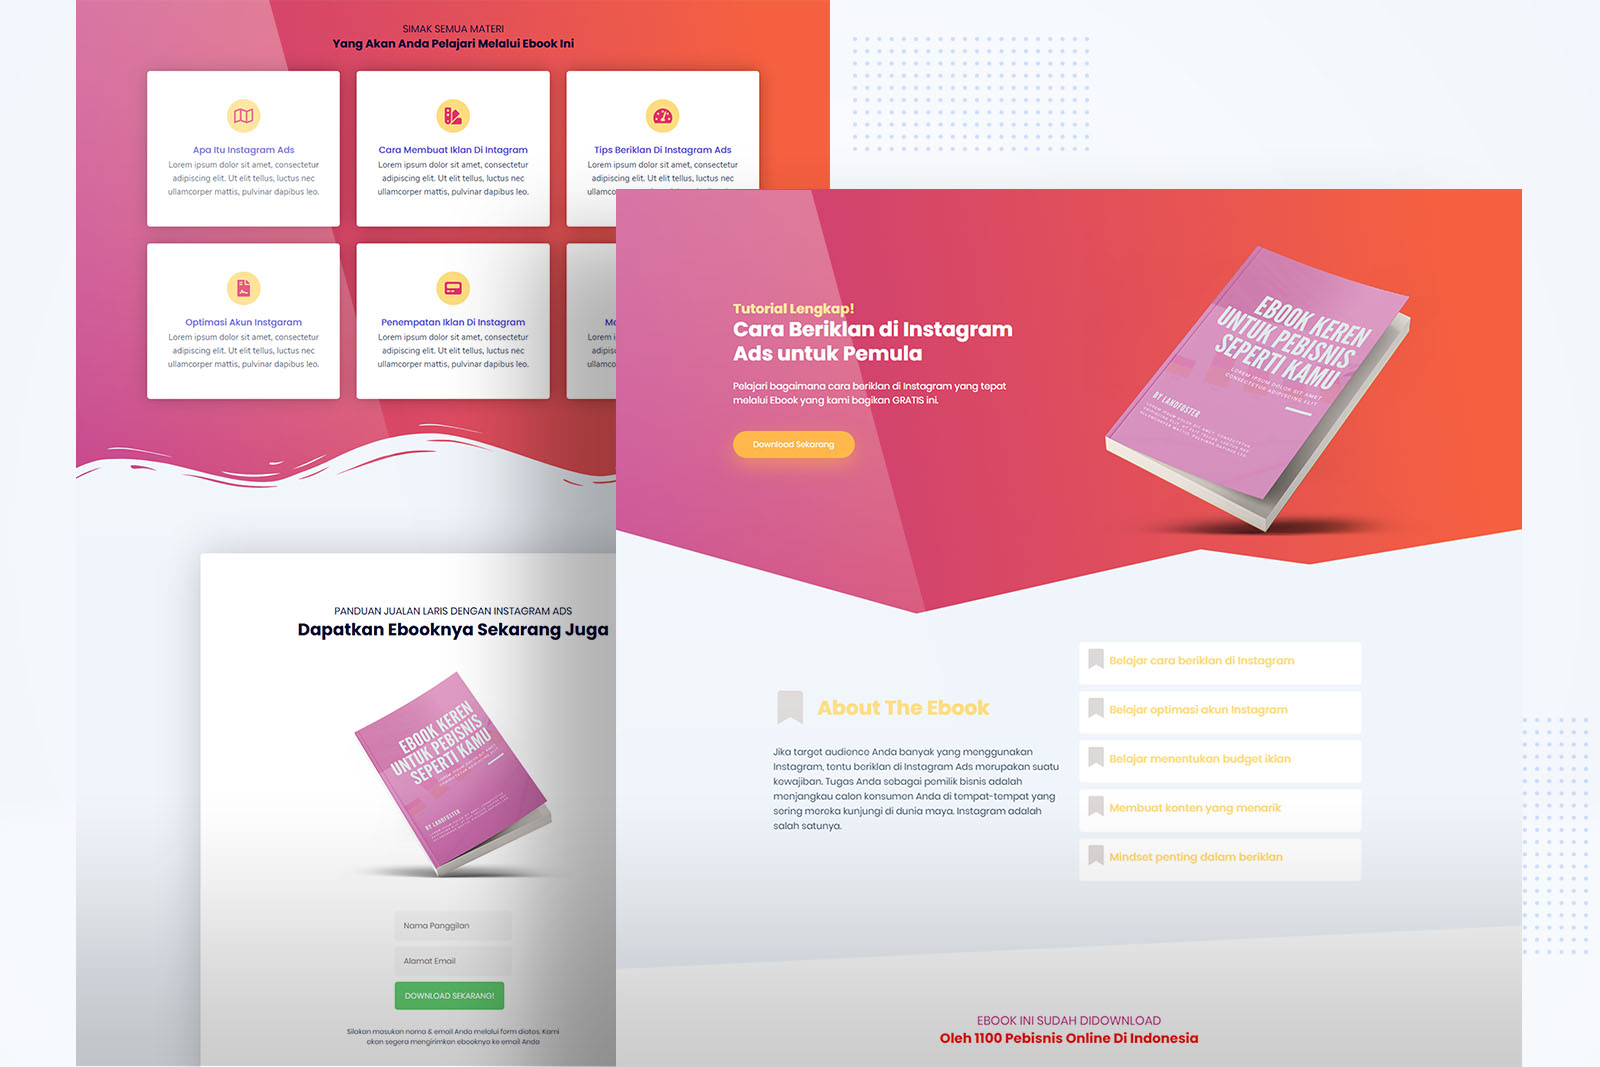 SIMAK SEMUA MATERI
Yang Akan Anda Pelajari Melalui Ebook Ini
Apa Itu Instagram Ads
Lorem ipsum dolor sit amet, consectetur
adipiscing elit. Ut elit tellus, luctus nec
ullamcorper mattis, pulvinar dapibus leo.
Cara Membuat Iklan Di Intagram
Lorem ipsum dolor sit amet, consectetur
adipiscing elit. Ut elit tellus, luctus nec
ullamcorper mattis, pulvinar dapibus leo.
Tips Beriklan Di Instagram Ads
Lorem ipsum dolor sit amet, consectetur
adipiscing elit. Ut elit tellus, luctus nec
Optimasi Akun Instgaram
Lorem ipsum dolor sit amet, consectetur
adipiscing elit. Ut elit tellus, luctus nec
ullamcorper mattis, pulvinar dapibus leo.
Penempatan Iklan Di Instagram
Lorem ipsum dolor sit amet, consectetur
adipiscing elit. Ut elit tellus, luctus nec
ullamcorper mattis, pulvinar dapibus leo.
PANDUAN JUALAN LARIS DENGAN INSTAGRAM ADS
Dapatkan Ebooknya Sekarang Juga
EBOOK KEREN
UNTUK PEBISNIS
SEPERTI KAMU
LOREM IPSUM DOLOR SIT AMET
CONSECTETUR ADIPISCING ELIT
BY LANDFOSTER
Nama Panggilan
Alamat Email
DOWNLOAD SEKARANG!
Silakan masukan nama & email Anda melalui form diatas. Kami
akan segera mengirimkan ebooknya ke email Anda
Tutorial Lengkap!
Cara Beriklan di Instagram
Ads untuk Pemula
Pelajari bagaimana cara beriklan di Instagram yang tepat
melalui Ebook yang kami bagikan GRATIS ini.
Download Sekarang
EBOOK KEREN
UNTUK PEBISNIS
SEPERTI KAMU
LOREM IPSUM DOLOR SIT AMET
CONSECTETUR ADIPISCING ELIT
BY LANDFOSTER
About The Ebook
Jika target audience Anda banyak yang menggunakan
Instagram, tentu beriklan di Instagram Ads merupakan suatu
kewajiban. Tugas Anda sebagai pemilik bisnis adalah
menjangkau calon konsumen Anda di tempat-tempat yang
sering mereka kunjungi di dunia maya. Instagram adalah
salah satunya.
Belajar cara beriklan di Instagram
Belajar optimasi akun Instagram
Belajar menentukan budget iklan
Membuat konten yang menarik
Mindset penting dalam beriklan
EBOOK INI SUDAH DIDOWNLOAD
Oleh 1100 Pebisnis Online Di Indonesia